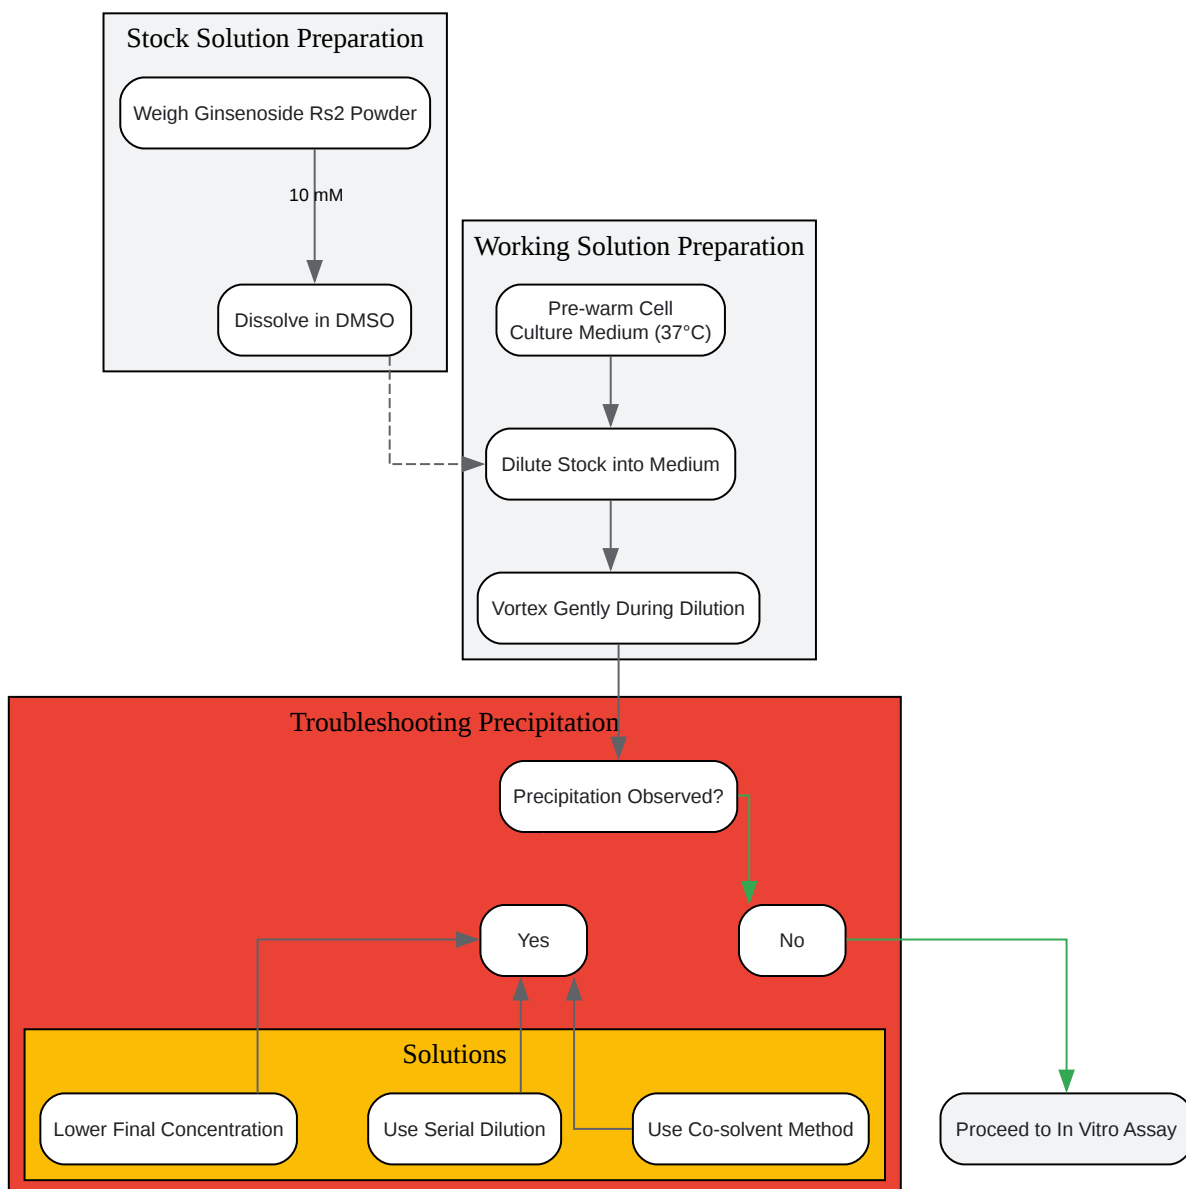 Stock Solution Preparation
Weigh Ginsenoside Rs2 Powder
10 mM
Dissolve in DMSO
Working Solution Preparation
Pre-warm Cell
Culture Medium (37°C)
Dilute Stock into Medium
Vortex Gently During Dilution
Troubleshooting Precipitation
Precipitation Observed?
Yes
No
Solutions
Lower Final Concentration
Use Serial Dilution
Use Co-solvent Method
Proceed to In Vitro Assay